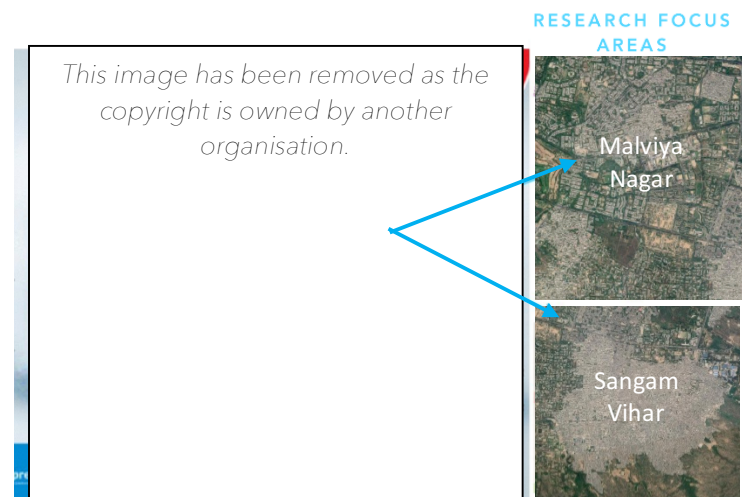 RESEARCH FOCUS
AREAS
This image has been removed as the
copyright is owned by another
organisation.
Malviya
Nagar
Sangam
Vihar